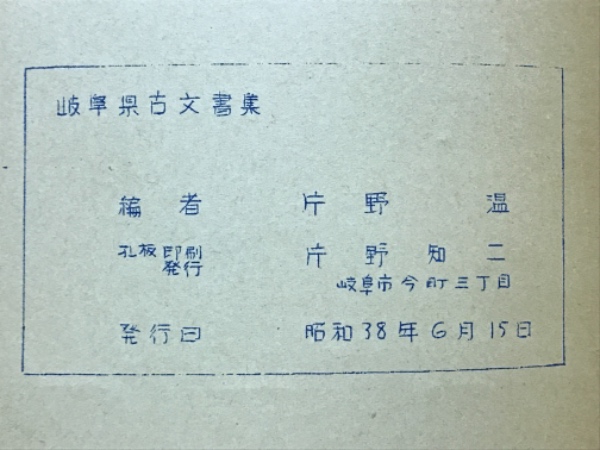 岐阜県古文書集
編者 片野温
孔板印刷発行 片野知二
岐阜市今町三丁目
発行日 昭和38年6月15日